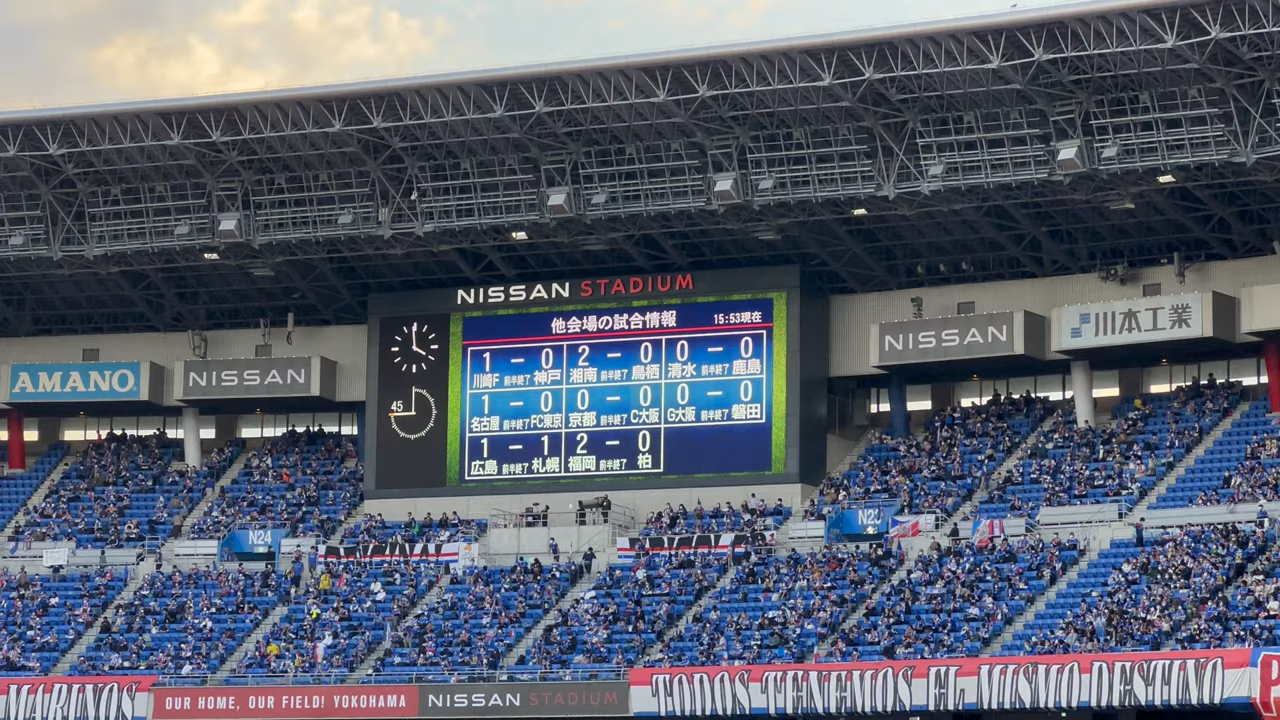 NISSAN STADIUM
他会場の試合情報 15:53現在
1 - 0 2 - 0 0 - 0
川崎F 前半終了 神戸 湘南 前半終了 鳥栖 清水 前半終了 鹿島
1 - 0 0 - 0 0 - 0
名古屋 前半終了 FC東京 京都 前半終了 C大阪 G大阪 前半終了 磐田
1 - 1 2 - 0
広島 前半終了 札幌 福岡 前半終了 柏
45
AMANO
NISSAN
NISSAN
川本工業
N24
N23
MARINOS
OUR HOME, OUR FIELD! YOKOHAMA
NISSAN STADIUM
TODOS TENEMOS EL MISMO DESTINO